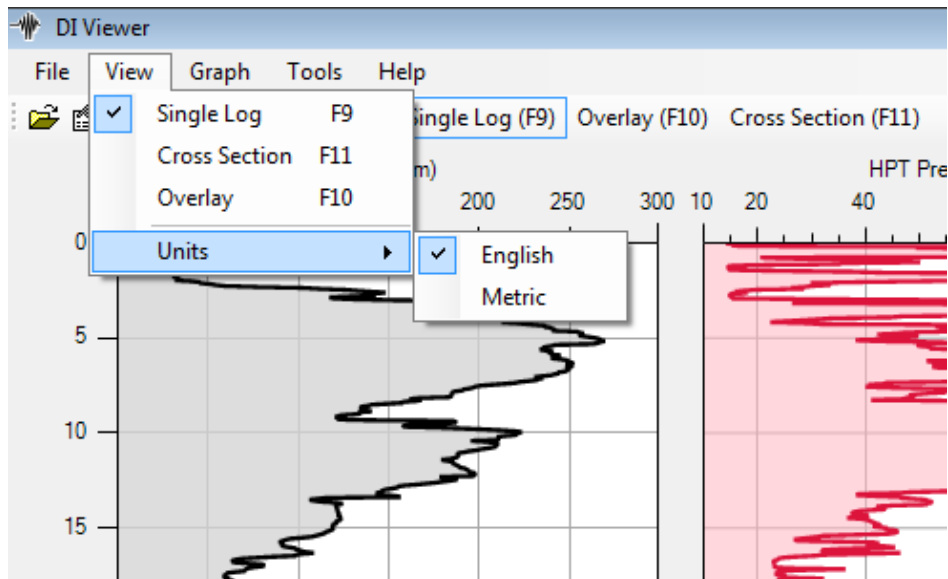 DI Viewer
File View Graph Tools Help
Single Log F9
Cross Section F11
Overlay F10
Units
English
Metric
Single Log (F9) Overlay (F10) Cross Section (F11)
m) HPT Pre
200 250 300 10 20 40
0
5
10
15